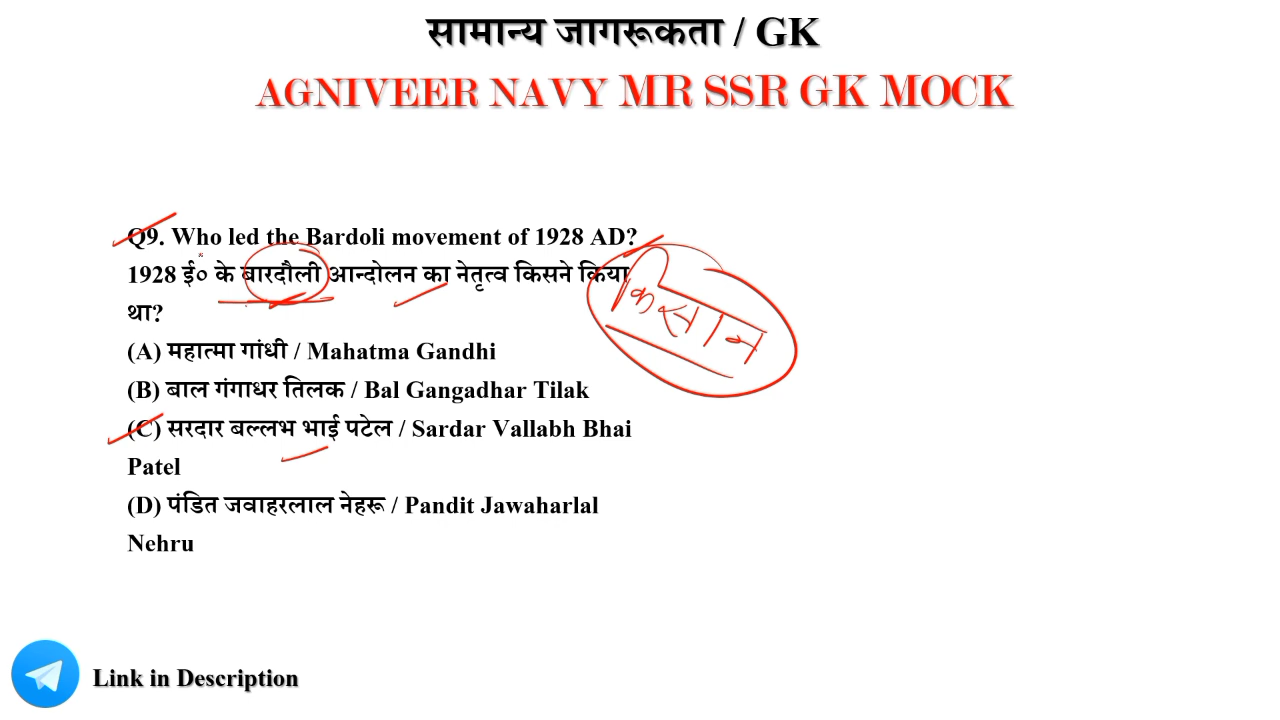 सामान्य जागरूकता / GK
AGNIVEER NAVY MR SSR GK MOCK
Q9. Who led the Bardoli movement of 1928 AD?
1928 ई० के बारदौली आन्दोलन का नेतृत्व किसने किया
था?
किसान
(A) महात्मा गांधी / Mahatma Gandhi
(B) बाल गंगाधर तिलक / Bal Gangadhar Tilak
(C) सरदार बल्लभ भाई पटेल / Sardar Vallabh Bhai
Patel
(D) पंडित जवाहरलाल नेहरू / Pandit Jawaharlal
Nehru
Link in Description